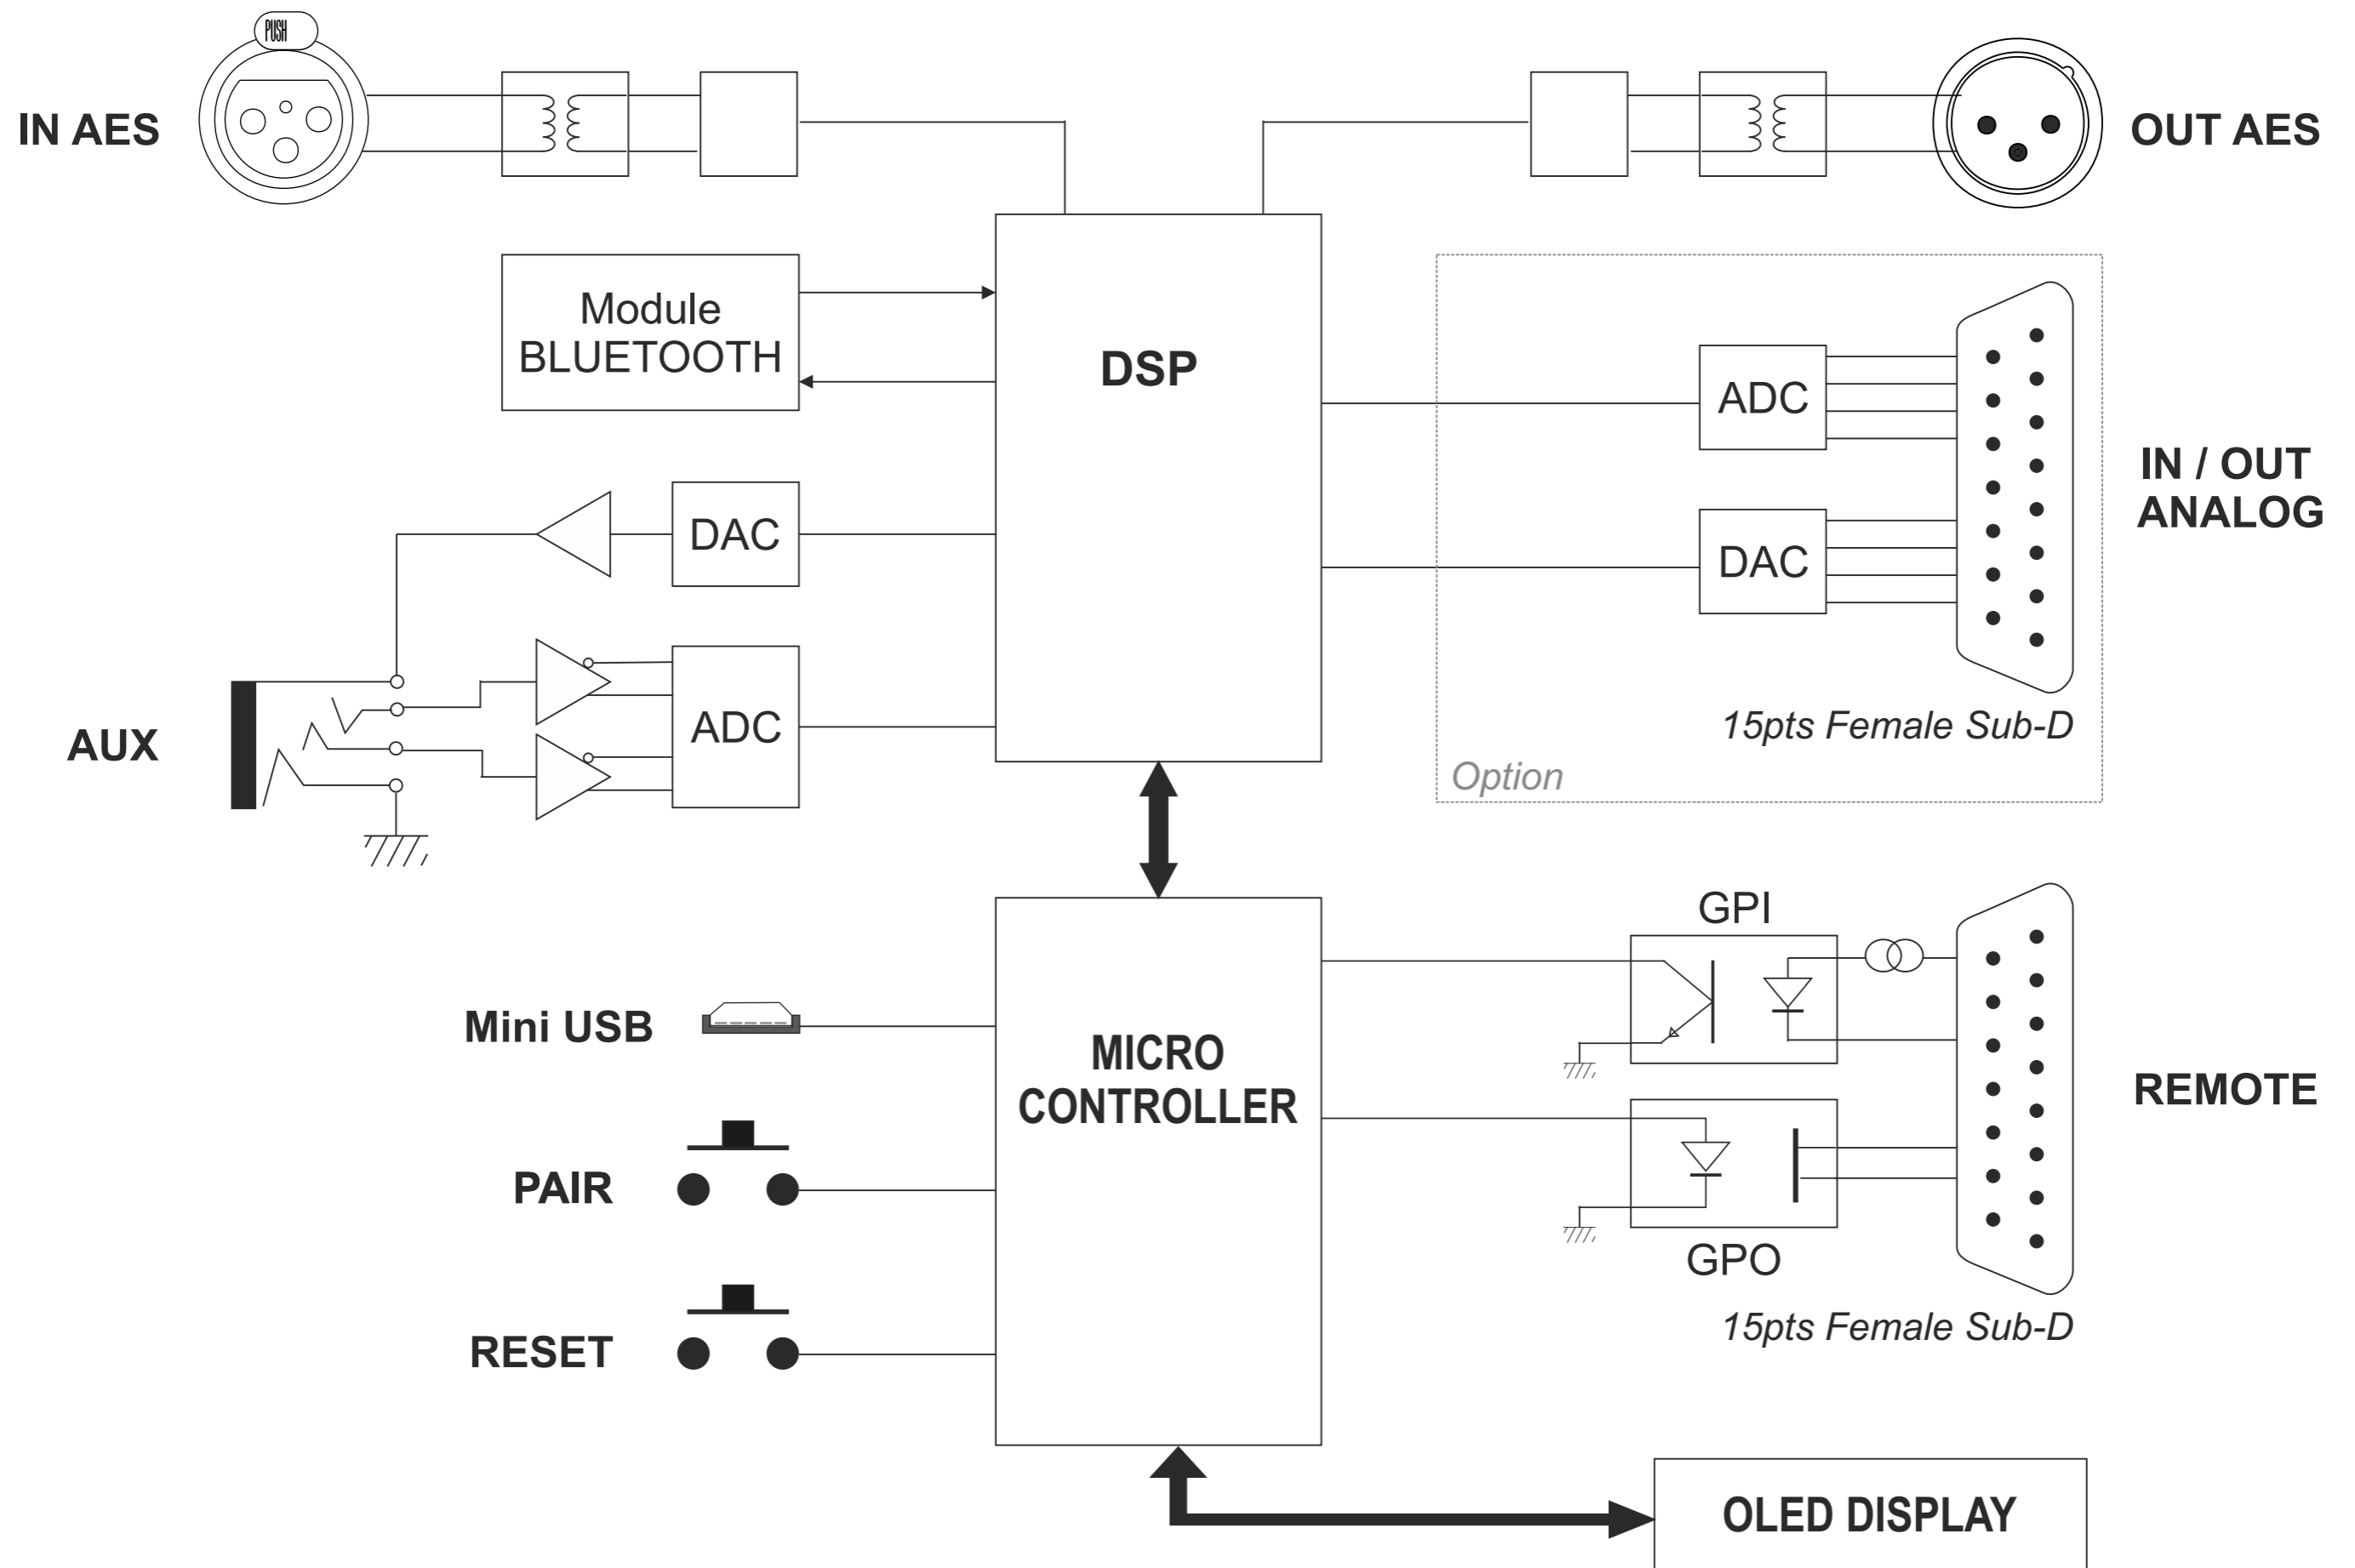 PUSH
IN AES
OUT AES
Module
BLUETOOTH
DSP
ADC
IN / OUT
ANALOG
DAC
DAC
15pts Female Sub-D
ADC
AUX
Option
GPI
Mini USB
MICRO
CONTROLLER
REMOTE
PAIR
GPO
15pts Female Sub-D
RESET
OLED DISPLAY